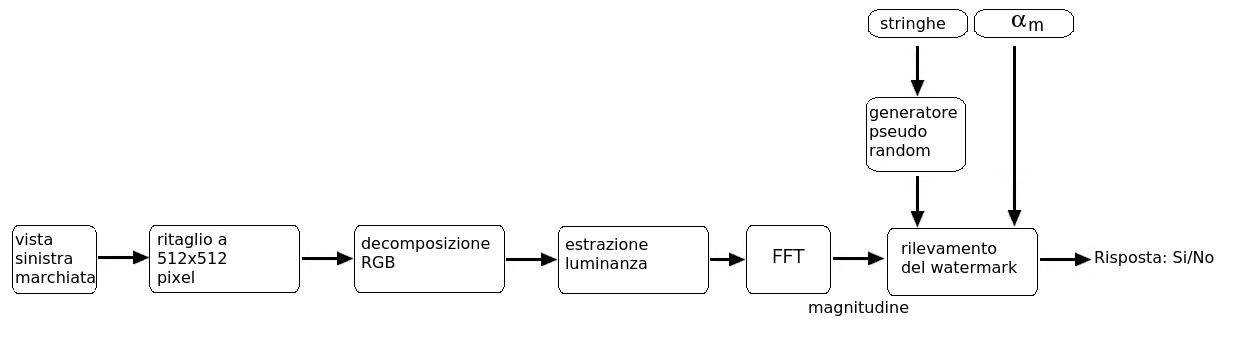 stringhe
αm
generatore
pseudo
random
vista
sinistra
marchiata
ritaglio a
512x512
pixel
decomposizione
RGB
estrazione
luminanza
FFT
magnitudine
rilevamento
del watermark
Risposta: Si/No